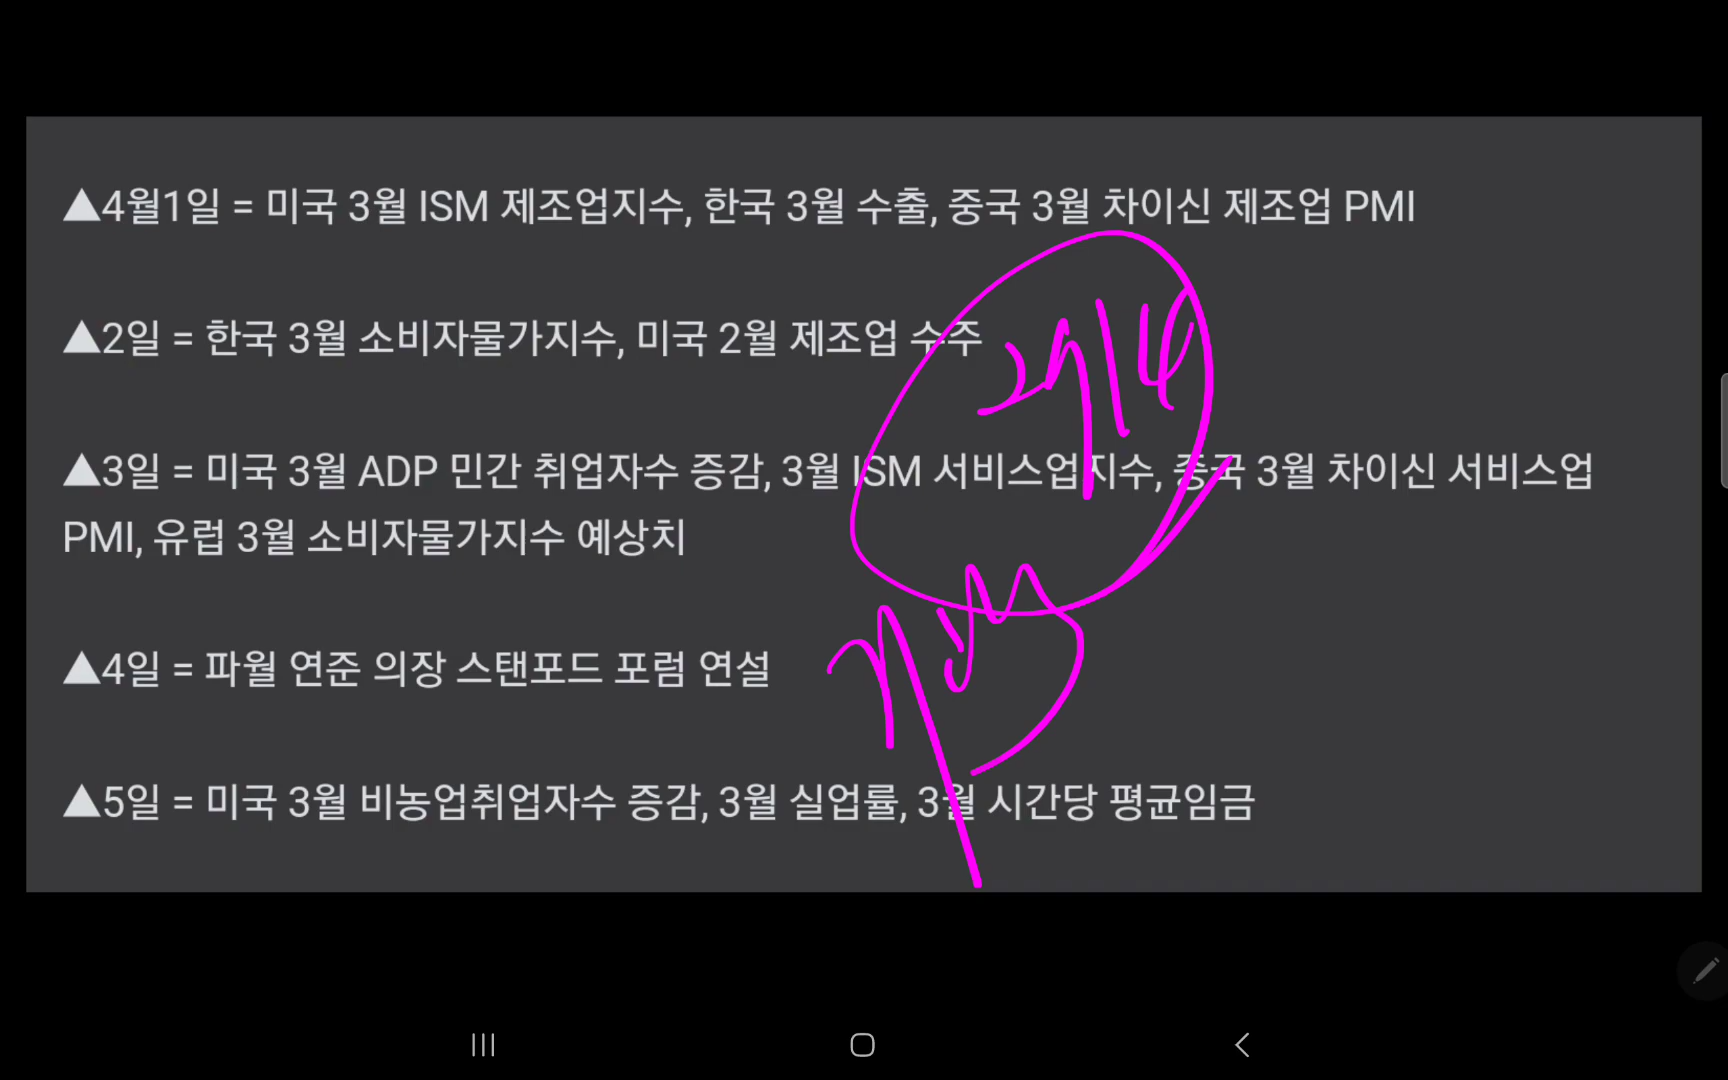 ▲4월1일 = 미국 3월 ISM 제조업지수, 한국 3월 수출, 중국 3월 차이신 제조업 PMI
▲2일 = 한국 3월 소비자물가지수, 미국 2월 제조업 수주
▲3일 = 미국 3월 ADP 민간 취업자수 증감, 3월 ISM 서비스업지수, 중국 3월 차이신 서비스업
PMI, 유럽 3월 소비자물가지수 예상치
▲4일 = 파월 연준 의장 스탠포드 포럼 연설
▲5일 = 미국 3월 비농업취업자수 증감, 3월 실업률, 3월 시간당 평균임금